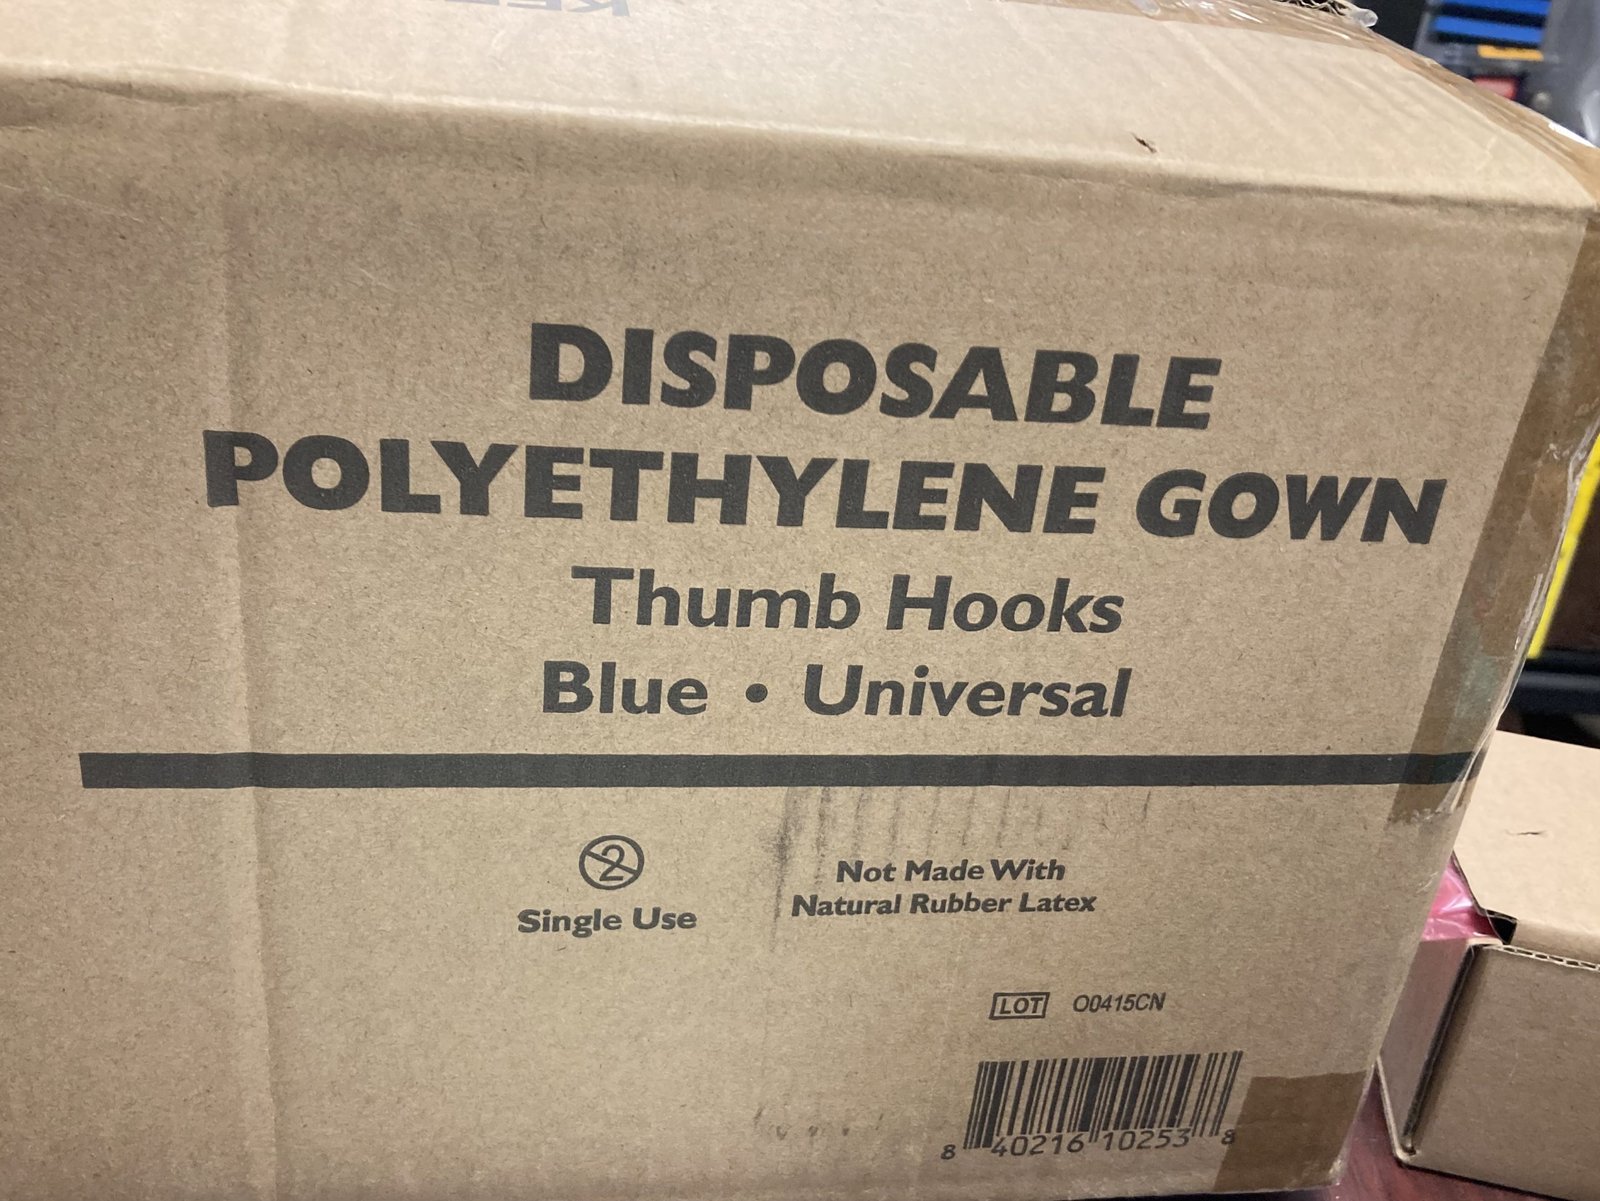 DISPOSABLE
POLYETHYLENE GOWN
Thumb Hooks
Blue • Universal
2
Single Use
Not Made With
Natural Rubber Latex
LOT O0415CN
8 40216 10253 8